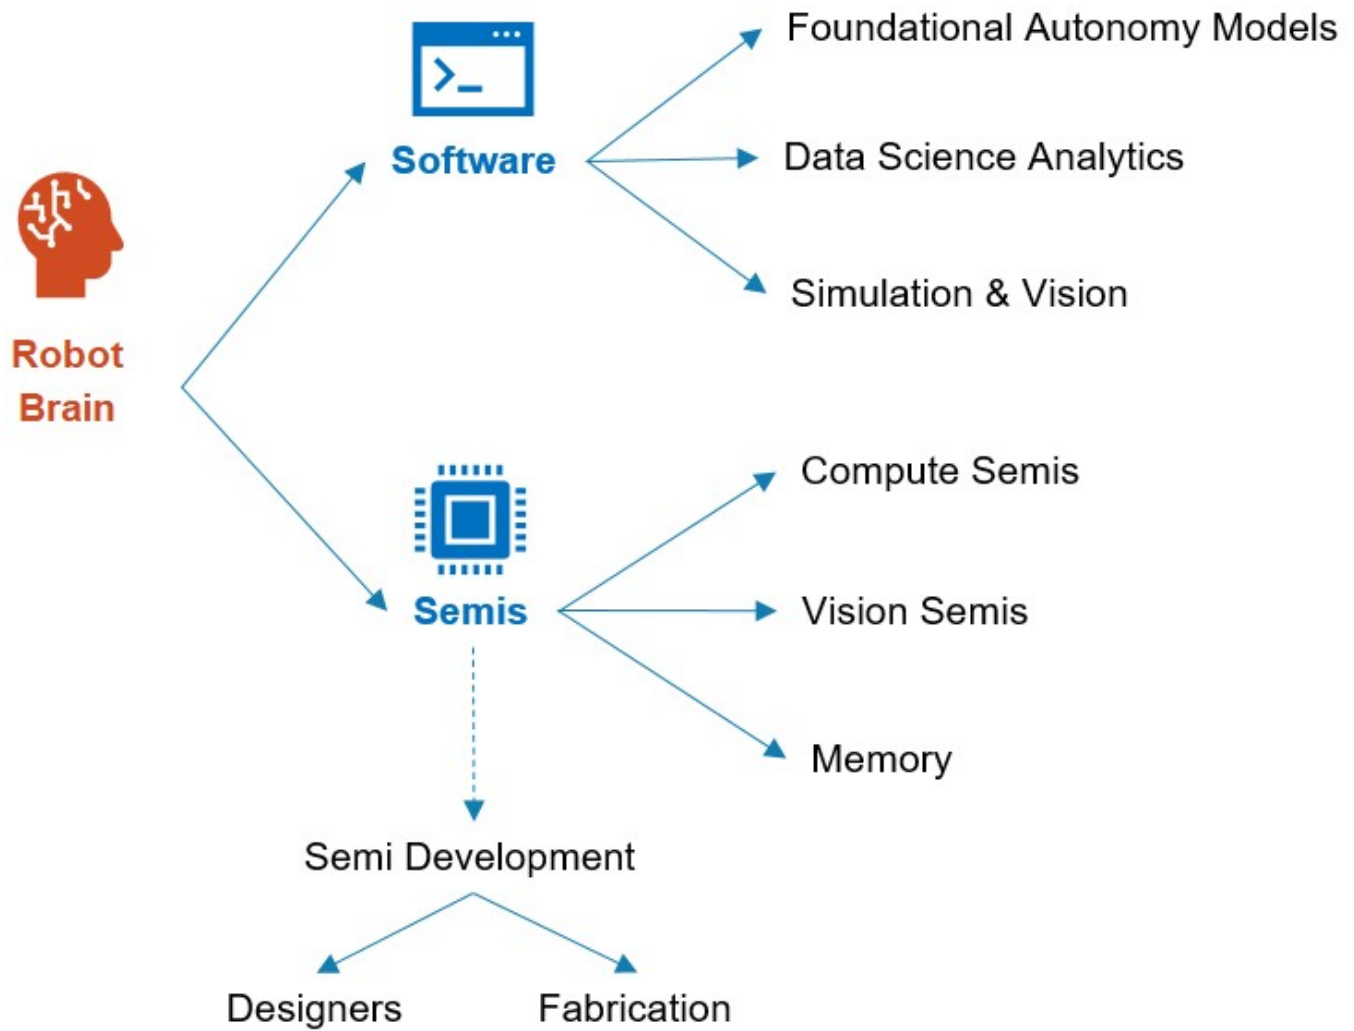 Foundational Autonomy Models
Software
Data Science Analytics
Simulation & Vision
Robot
Brain
Compute Semis
Semis
Vision Semis
Memory
Semi Development
Designers
Fabrication